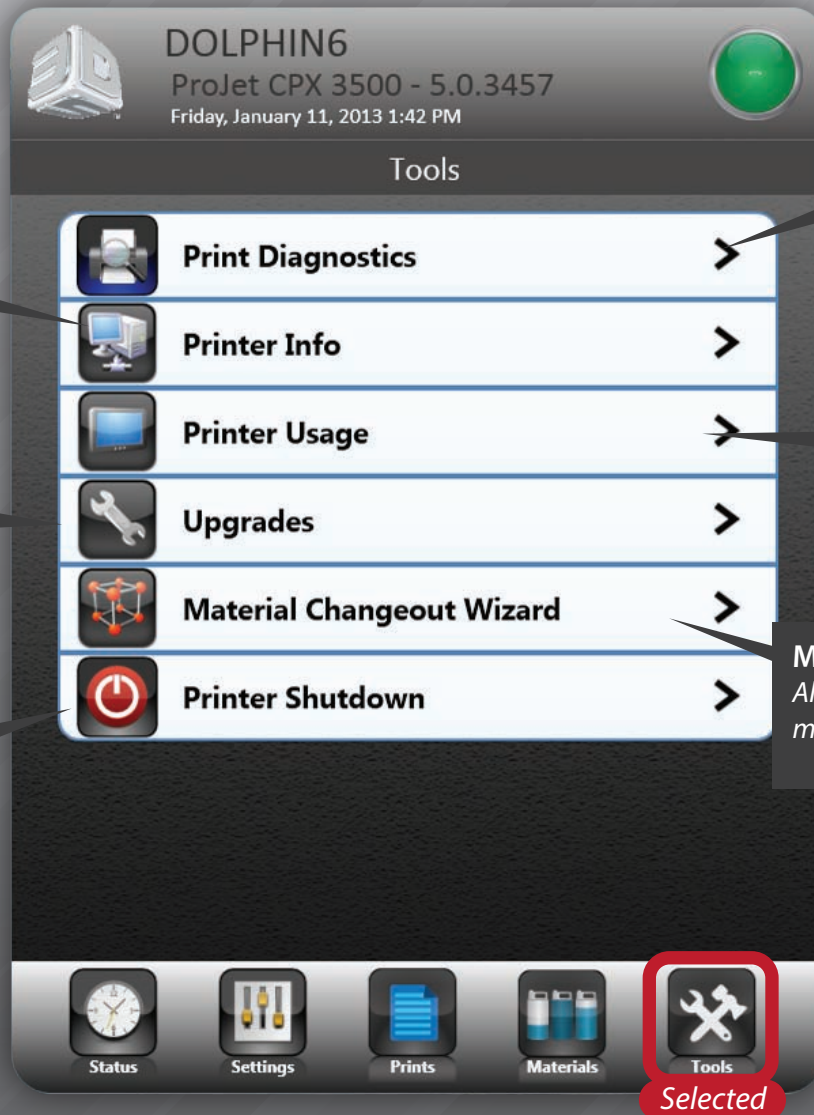 DOLPHIN6
ProJet CPX 3500 - 5.0.3457
Friday, January 11, 2013 1:42 PM
Tools
Print Diagnostics
Printer Info
Printer Usage
Upgrades
Material Changeout Wizard
Printer Shutdown
Status
Settings
Prints
Materials
Tools
Selected